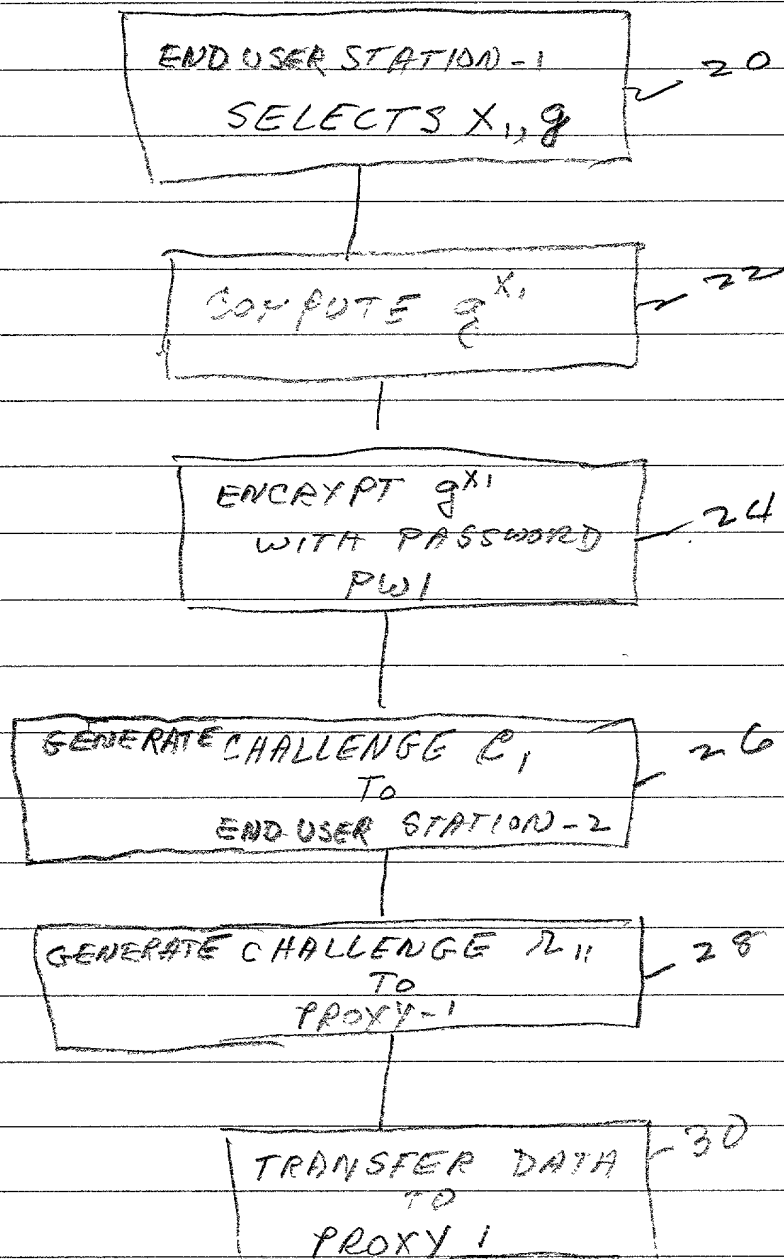 END USER STATION-1 20
SELECTS X₁, g
COMPUTE g^X₁ 22
ENCRYPT g^X₁ 24
WITH PASSWORD
PW1
GENERATE CHALLENGE C₁ 26
TO
END USER STATION-2
GENERATE CHALLENGE r₁₁ 28
TO
PROXY-1
TRANSFER DATA 30
TO
PROXY 1